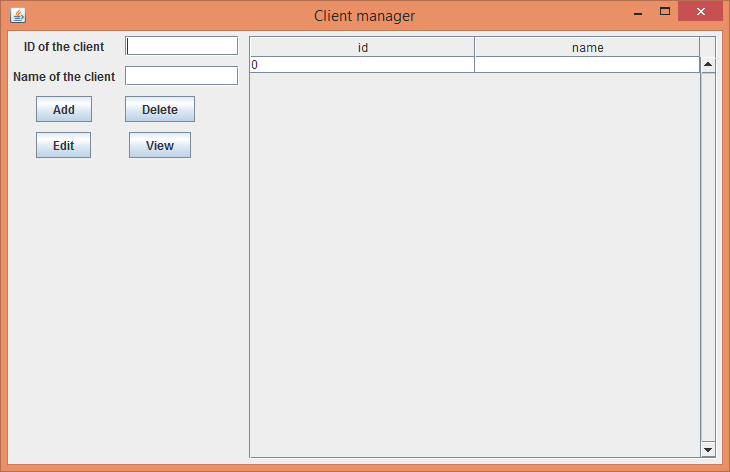 Client manager
ID of the client
Name of the client
Add Delete
Edit View
id name
0